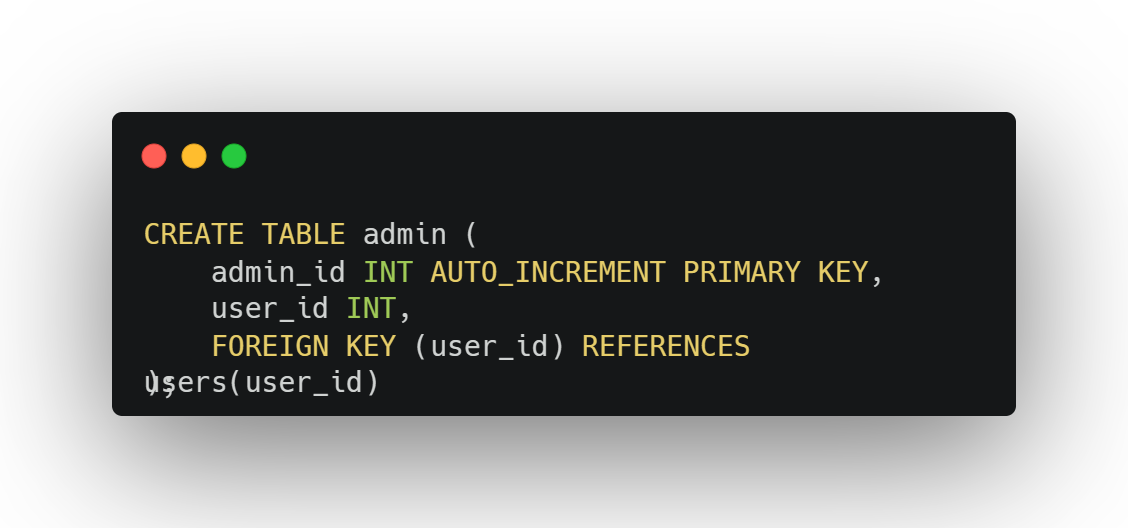 CREATE TABLE admin (
    admin_id INT AUTO_INCREMENT PRIMARY KEY,
    user_id INT,
    FOREIGN KEY (user_id) REFERENCES
users(user_id)
);